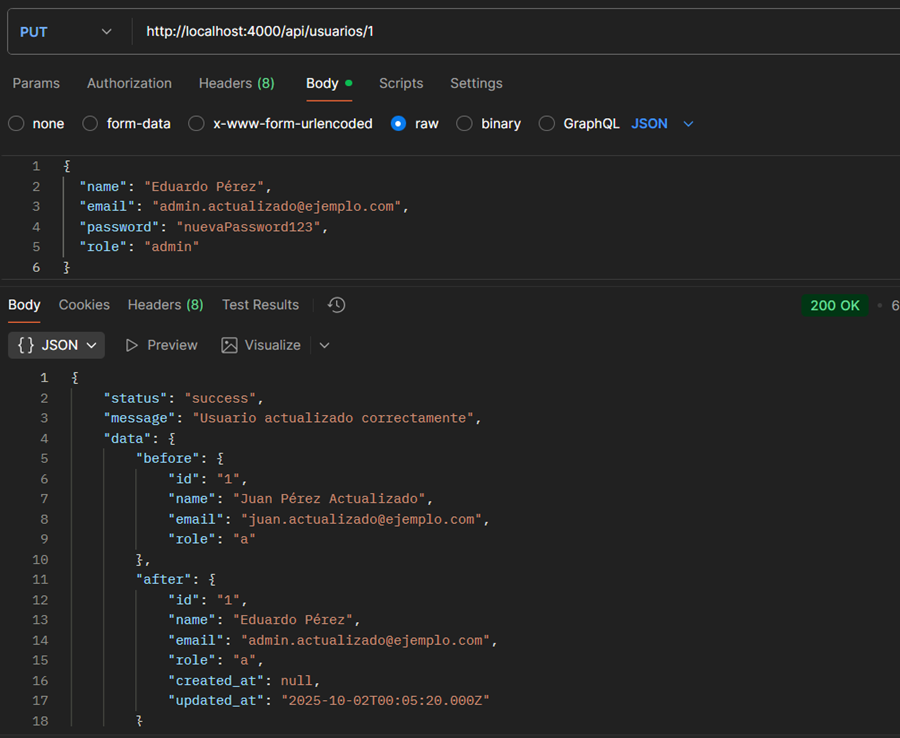 PUT http://localhost:4000/api/usuarios/1
Params Authorization Headers (8) Body Scripts Settings
none form-data x-www-form-urlencoded raw binary GraphQL JSON
1 {
2 "name": "Eduardo Pérez",
3 "email": "admin.actualizado@ejemplo.com",
4 "password": "nuevaPassword123",
5 "role": "admin"
6 }
Body Cookies Headers (8) Test Results 200 OK • 6
{} JSON Preview Visualize
1 {
2 "status": "success",
3 "message": "Usuario actualizado correctamente",
4 "data": {
5 "before": {
6 "id": "1",
7 "name": "Juan Pérez Actualizado",
8 "email": "juan.actualizado@ejemplo.com",
9 "role": "a"
10 },
11 "after": {
12 "id": "1",
13 "name": "Eduardo Pérez",
14 "email": "admin.actualizado@ejemplo.com",
15 "role": "a",
16 "created_at": null,
17 "updated_at": "2025-10-02T00:05:20.000Z"
18 }